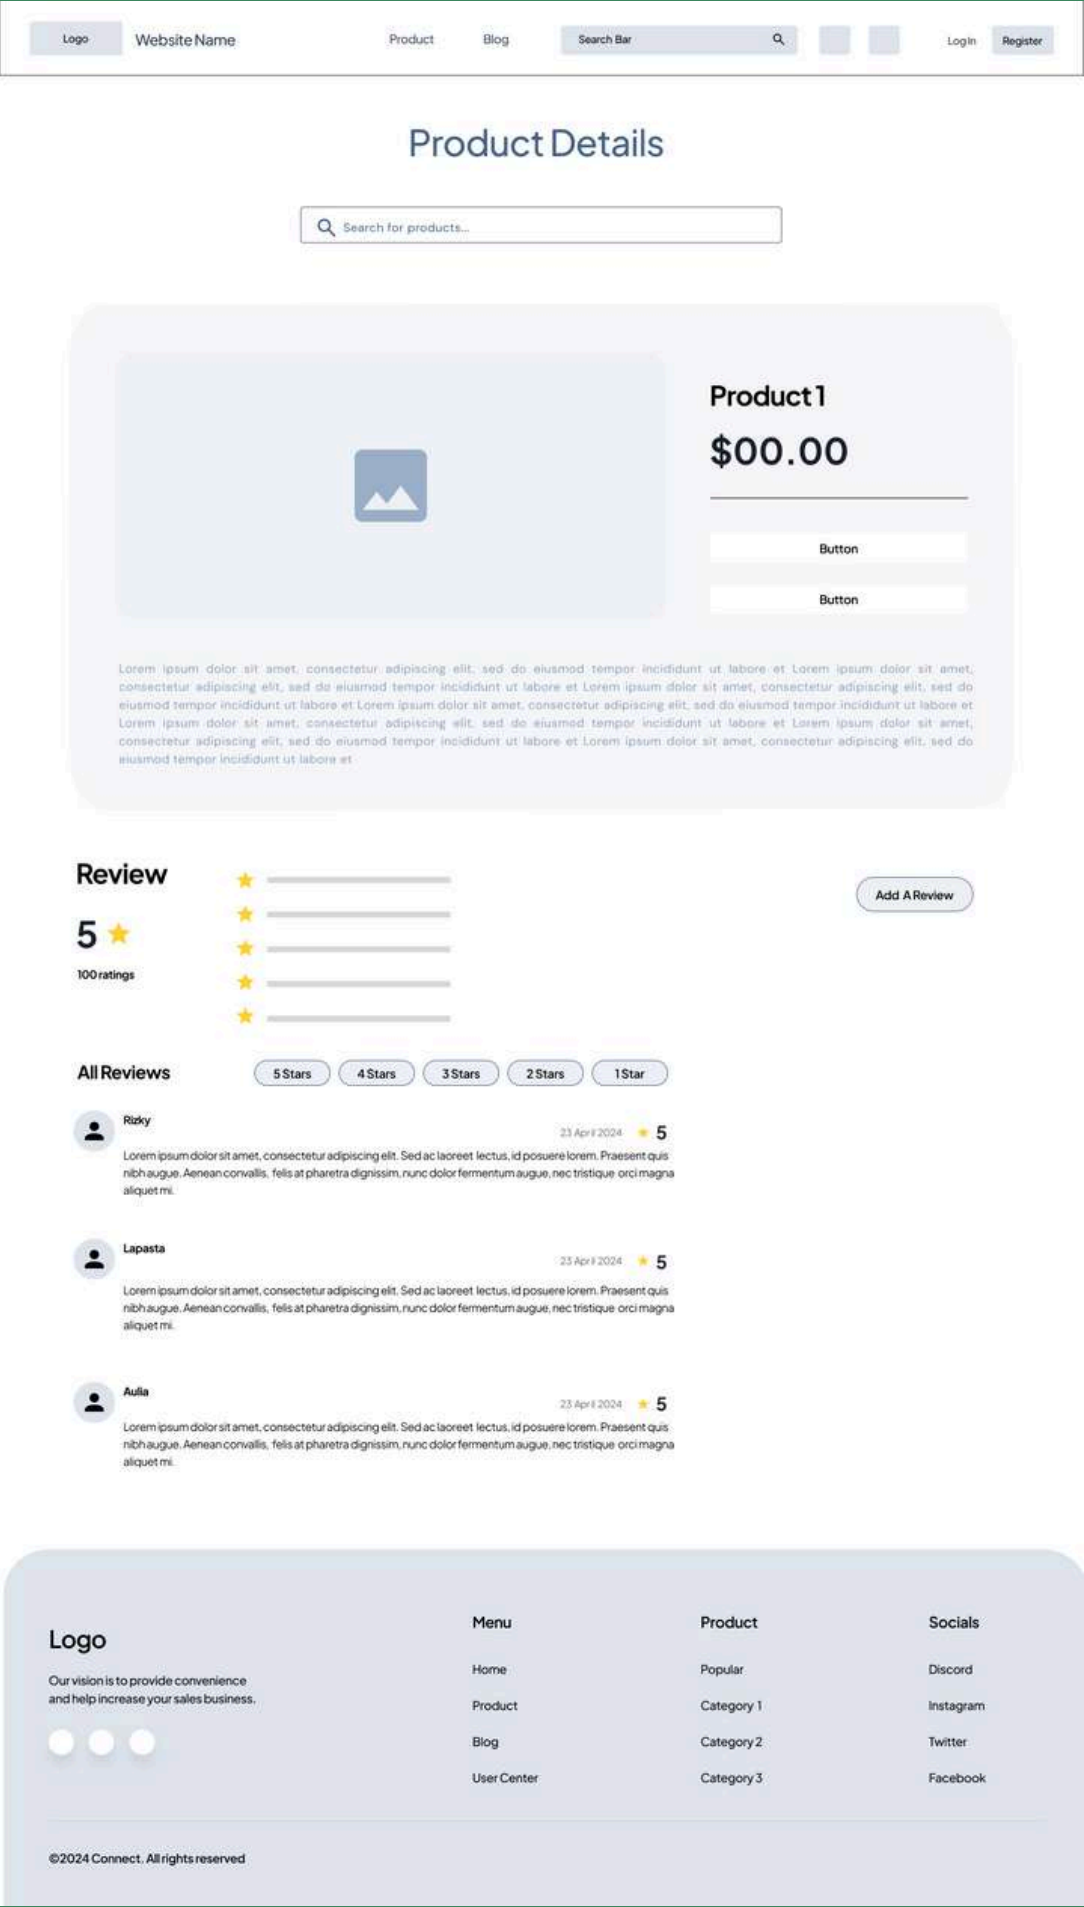 Logo
Website Name
Product
Blog
Search Bar
Log In
Register
Product Details
Search for products...
Product 1
$00.00
Button
Button
Lorem ipsum dolor sit amet, consectetur adipiscing elit, sed do eiusmod tempor incididunt ut labore et Lorem ipsum dolor sit amet,
consectetur adipiscing elit, sed do eiusmod tempor incididunt ut labore et Lorem ipsum dolor sit amet, consectetur adipiscing elit, sed do
eiusmod tempor incididunt ut labore et Lorem ipsum dolor sit amet, consectetur adipiscing elit, sed do eiusmod tempor incididunt ut labore et
Lorem ipsum dolor sit amet, consectetur adipiscing elit, sed do eiusmod tempor incididunt ut labore et Lorem ipsum dolor sit amet,
consectetur adipiscing elit, sed do eiusmod tempor incididunt ut labore et Lorem ipsum dolor sit amet, consectetur adipiscing elit, sed do
eiusmod tempor incididunt ut labore et
Review
5
100 ratings
Add A Review
All Reviews
5 Stars
4 Stars
3 Stars
2 Stars
1 Star
Rizky
23 April 2024
5
Lorem ipsum dolor sit amet, consectetur adipiscing elit. Sed ac laoreet lectus, id posuere lorem. Praesent quis
nibh augue. Aenean convallis, felis at pharetra dignissim, nunc dolor fermentum augue, nec tristique orci magna
aliquet mi.
Lapasta
23 April 2024
5
Lorem ipsum dolor sit amet, consectetur adipiscing elit. Sed ac laoreet lectus, id posuere lorem. Praesent quis
nibh augue. Aenean convallis, felis at pharetra dignissim, nunc dolor fermentum augue, nec tristique orci magna
aliquet mi.
Aulia
23 April 2024
5
Lorem ipsum dolor sit amet, consectetur adipiscing elit. Sed ac laoreet lectus, id posuere lorem. Praesent quis
nibh augue. Aenean convallis, felis at pharetra dignissim, nunc dolor fermentum augue, nec tristique orci magna
aliquet mi.
Logo
Our vision is to provide convenience
and help increase your sales business.
Menu
Home
Product
Blog
User Center
Product
Popular
Category 1
Category 2
Category 3
Socials
Discord
Instagram
Twitter
Facebook
©2024 Connect. All rights reserved